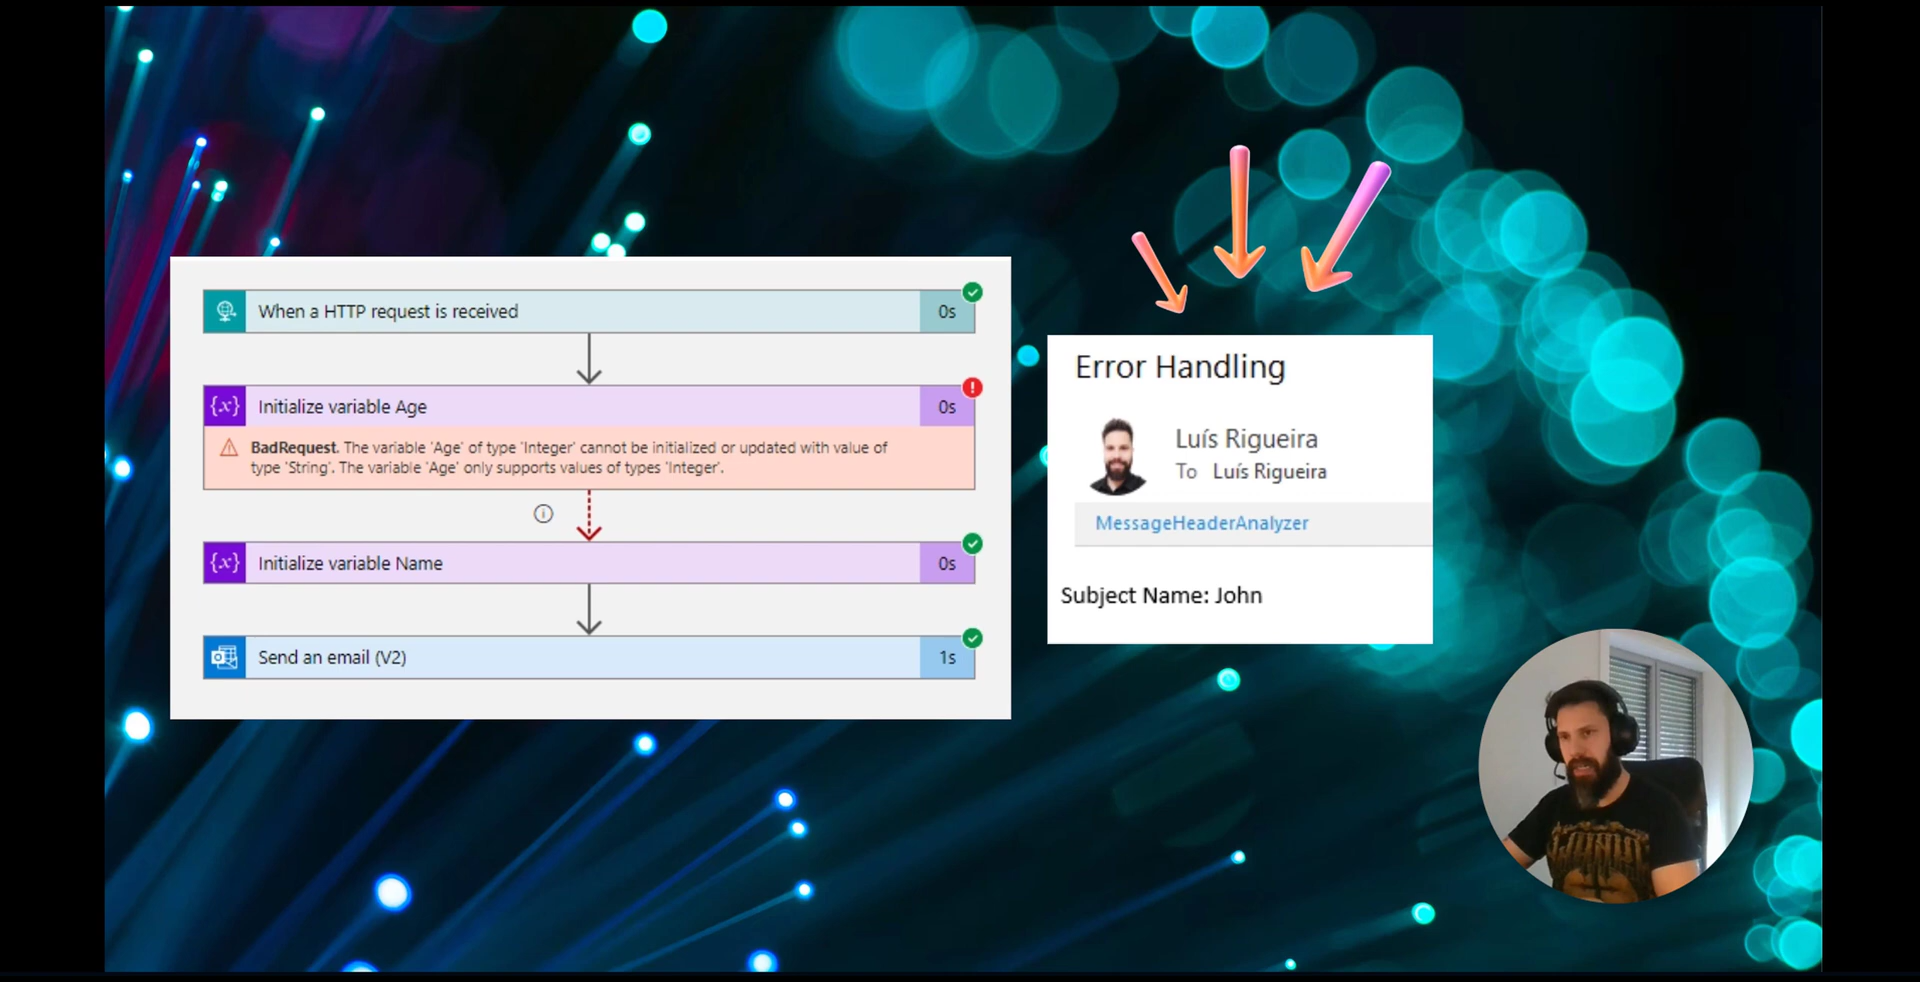 When a HTTP request is received
0s
{x}
Initialize variable Age
0s
BadRequest. The variable 'Age' of type 'Integer' cannot be initialized or updated with value of
type 'String'. The variable 'Age' only supports values of types 'Integer'.
{x}
Initialize variable Name
0s
Send an email (V2)
1s
Error Handling
Luís Rigueira
To Luís Rigueira
MessageHeaderAnalyzer
Subject Name: John